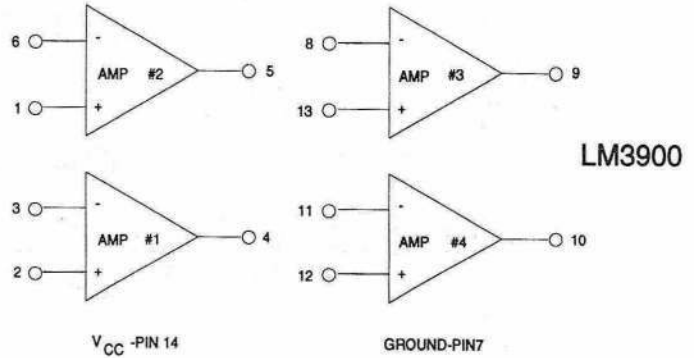 6
-
AMP #2
5
1
+
8
-
AMP #3
9
13
+
LM3900
3
-
AMP #1
4
2
+
11
-
AMP #4
10
12
+
VCC -PIN 14
GROUND-PIN7